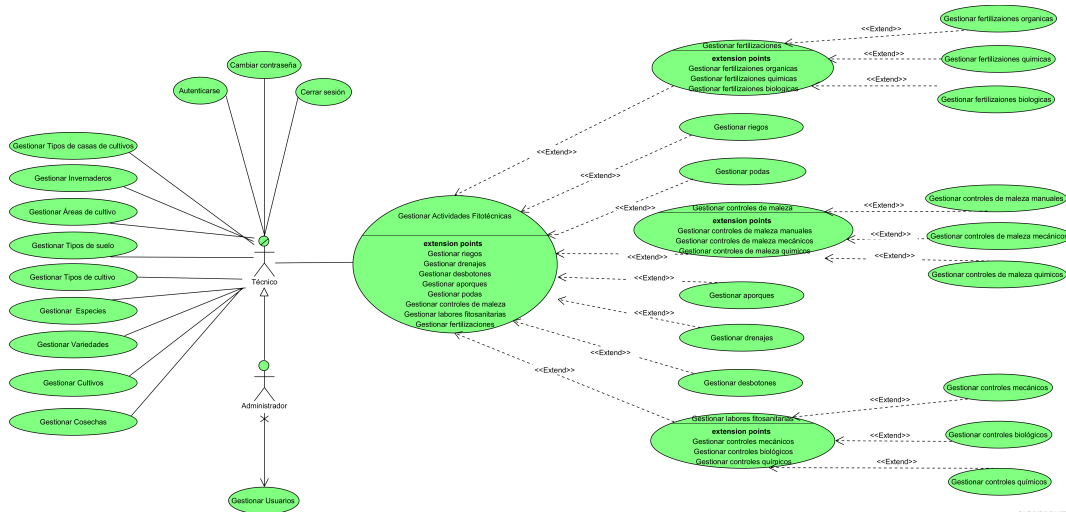 Cambiar contraseña
Autenticarse
Cerrar sesión
Gestionar Tipos de casas de cultivos
Gestionar Invernaderos
Gestionar Áreas de cultivo
Gestionar Tipos de suelo
Gestionar Tipos de cultivo
Gestionar Especies
Gestionar Variedades
Gestionar Cultivos
Gestionar Cosechas
Técnico
Administrador
Gestionar Usuarios
Gestionar Actividades Fitotécnicas
extension points
Gestionar riegos
Gestionar drenajes
Gestionar desbotones
Gestionar aporques
Gestionar podas
Gestionar controles de maleza
Gestionar labores fitosanitarias
Gestionar fertilizaciones
<<Extend>>
<<Extend>>
<<Extend>>
<<Extend>>
<<Extend>>
<<Extend>>
<<Extend>>
<<Extend>>
Gestionar fertilizaciones
extension points
Gestionar fertilizaiones organicas
Gestionar fertilizaiones quimicas
Gestionar fertilizaiones biologicas
<<Extend>>
<<Extend>>
<<Extend>>
Gestionar fertilizaiones organicas
Gestionar fertilizaiones quimicas
Gestionar fertilizaiones biologicas
Gestionar riegos
Gestionar podas
Gestionar controles de maleza
extension points
Gestionar controles de maleza manuales
Gestionar controles de maleza mecánicos
Gestionar controles de maleza quimicos
<<Extend>>
<<Extend>>
<<Extend>>
Gestionar controles de maleza manuales
Gestionar controles de maleza mecánicos
Gestionar controles de maleza quimicos
Gestionar aporques
Gestionar drenajes
Gestionar desbotones
Gestionar labores fitosanitarias
extension points
Gestionar controles mecánicos
Gestionar controles biológicos
Gestionar controles químicos
<<Extend>>
<<Extend>>
<<Extend>>
Gestionar controles mecánicos
Gestionar controles biológicos
Gestionar controles químicos